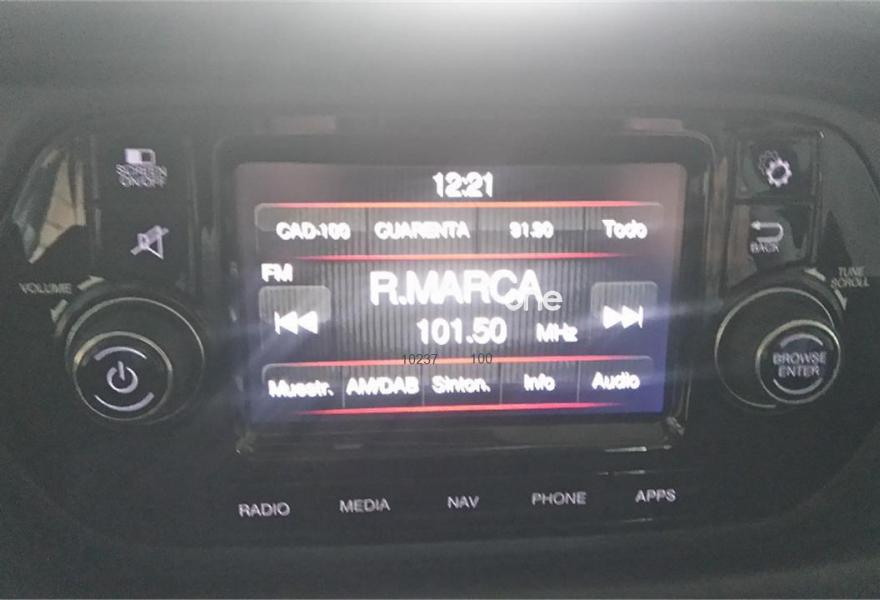 12:21
SCREEN
ON/OFF
CAD-100 CUARENTA 91.90 Todo
BACK
FM
R.MARCA
one
VOLUME
TUNE
SCROLL
101.50 MHz
10237 100
BROWSE
ENTER
Muestr. AM/DAB Sinton. Info Audio
RADIO MEDIA NAV PHONE APPS